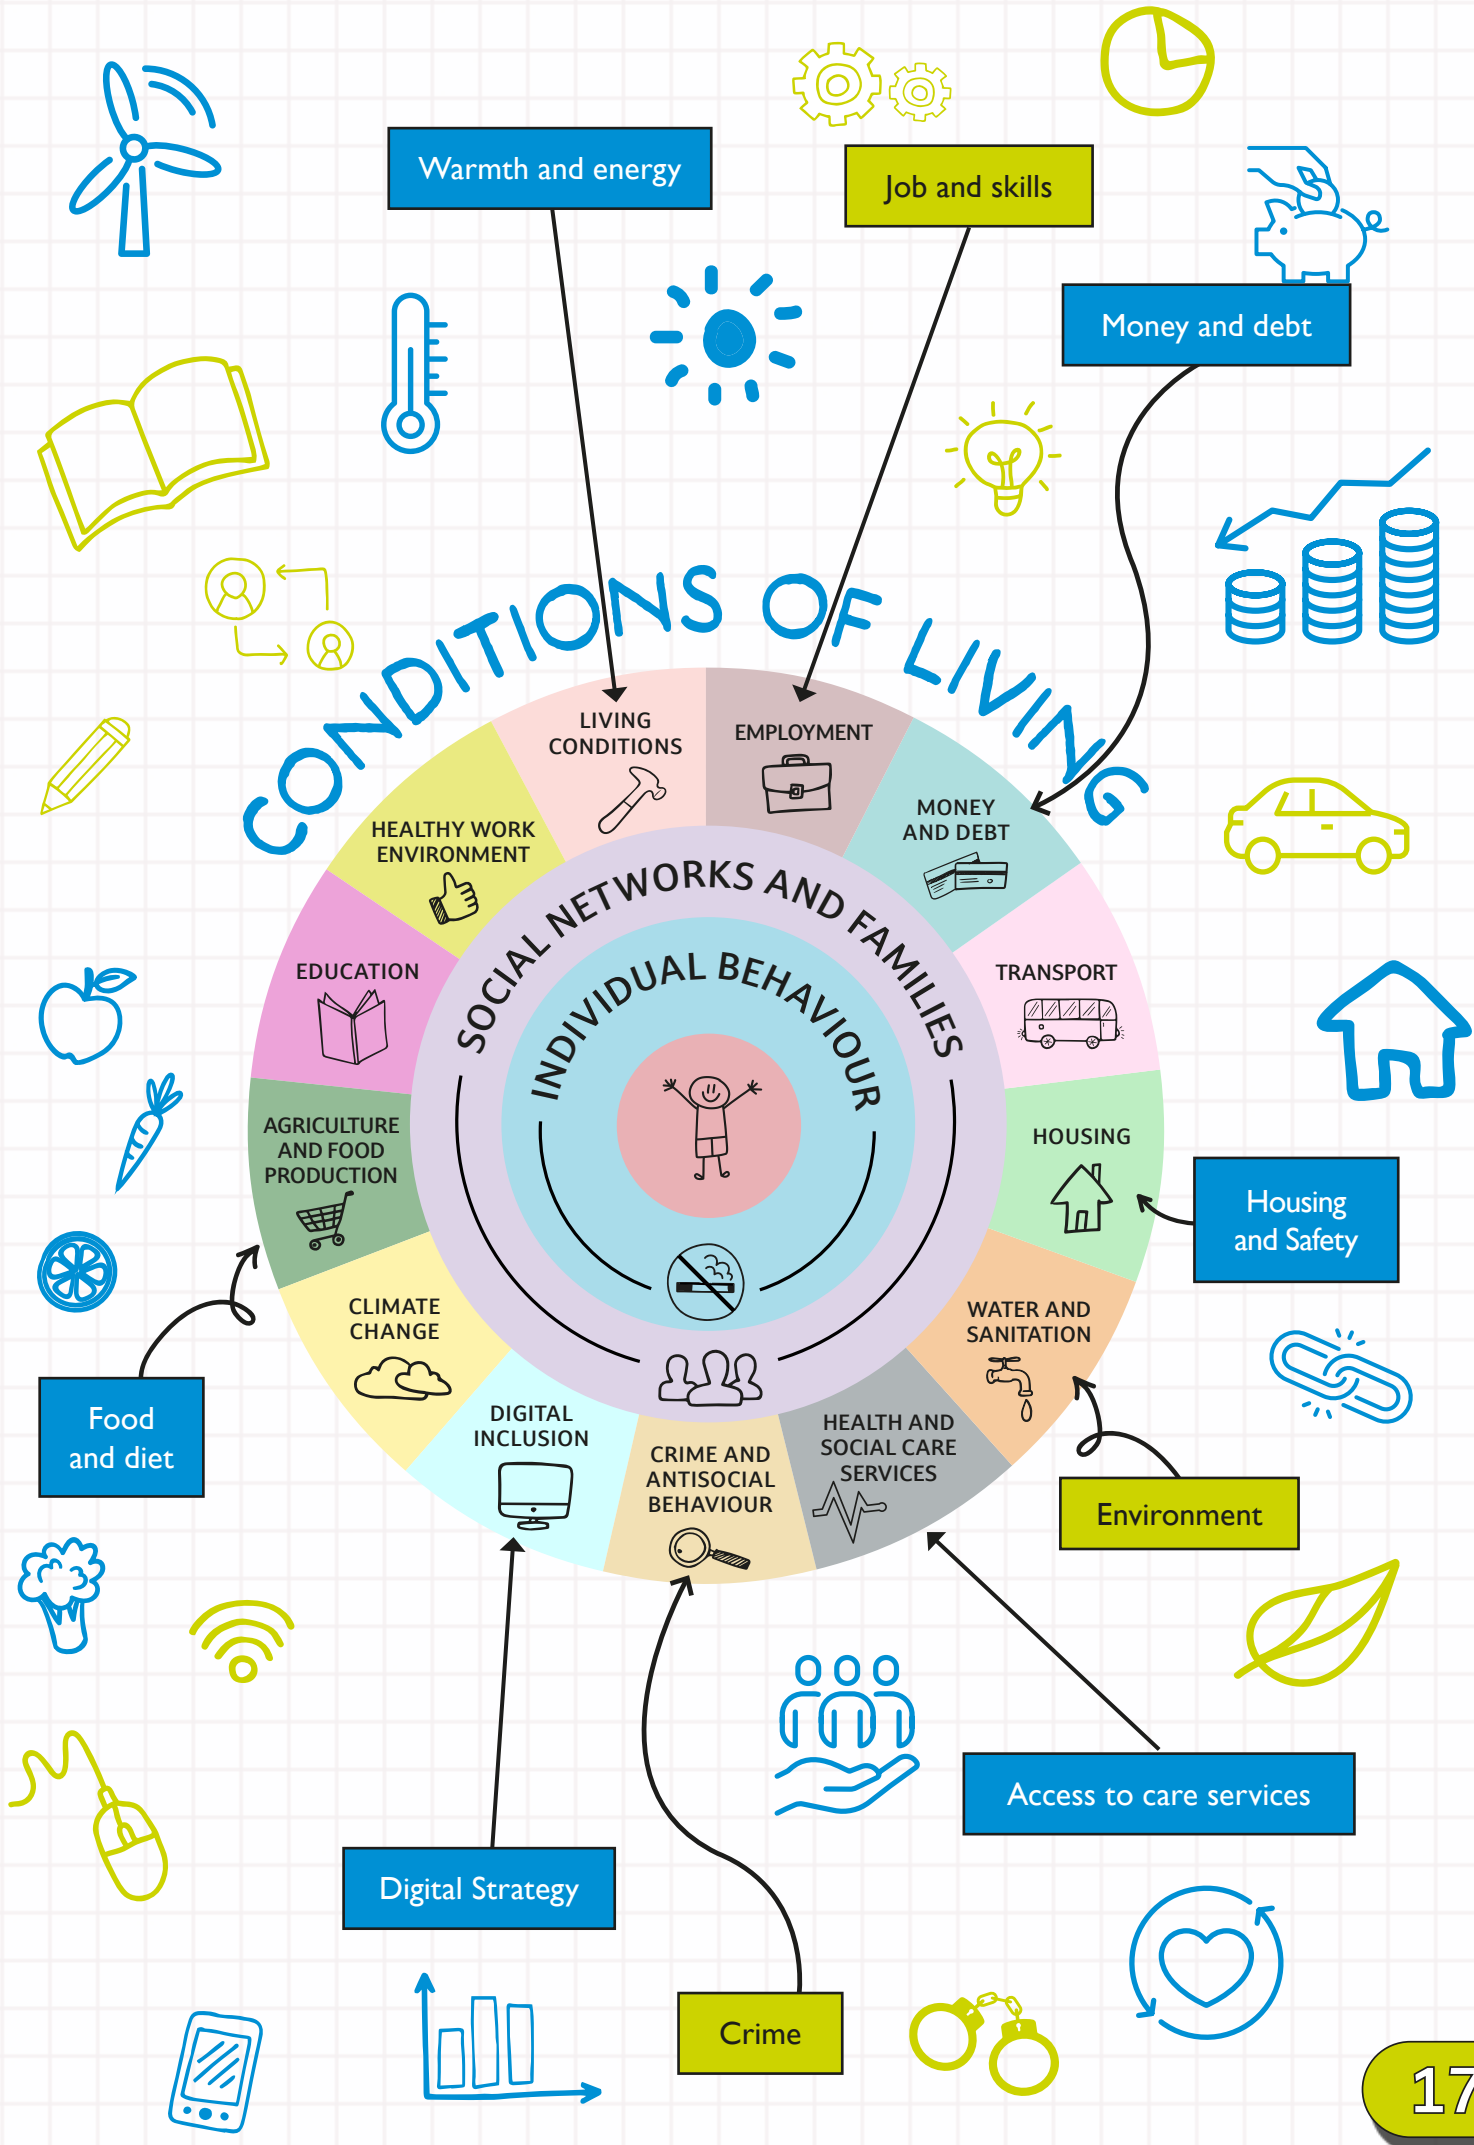 Warmth and energy
Job and skills
Money and debt
CONDITIONS OF LIVING
LIVING
CONDITIONS
EMPLOYMENT
MONEY
AND DEBT
HEALTHY WORK
ENVIRONMENT
SOCIAL NETWORKS AND FAMILIES
INDIVIDUAL BEHAVIOUR
EDUCATION
TRANSPORT
AGRICULTURE
AND FOOD
PRODUCTION
HOUSING
Housing
and Safety
CLIMATE
CHANGE
WATER AND
SANITATION
Food
and diet
DIGITAL
INCLUSION
CRIME AND
ANTISOCIAL
BEHAVIOUR
HEALTH AND
SOCIAL CARE
SERVICES
Environment
Access to care services
Digital Strategy
Crime
17